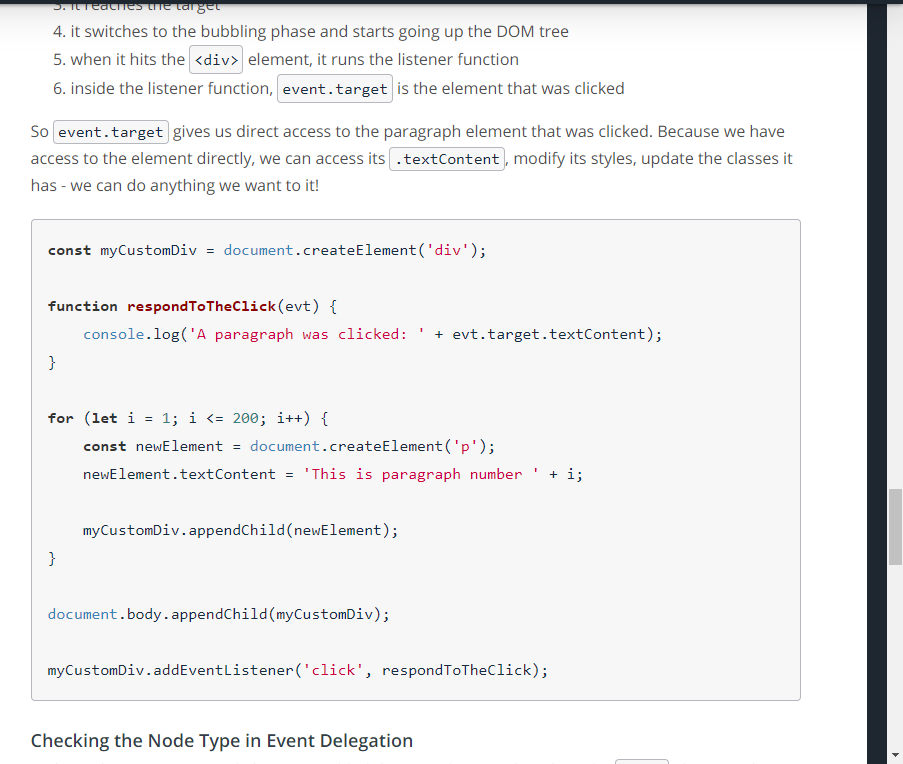 3. it reaches the target
4. it switches to the bubbling phase and starts going up the DOM tree
5. when it hits the <div> element, it runs the listener function
6. inside the listener function, event.target is the element that was clicked
So event.target gives us direct access to the paragraph element that was clicked. Because we have
access to the element directly, we can access its .textContent, modify its styles, update the classes it
has - we can do anything we want to it!
const myCustomDiv = document.createElement('div');
function respondToTheClick(evt) {
    console.log('A paragraph was clicked: ' + evt.target.textContent);
}
for (let i = 1; i <= 200; i++) {
    const newElement = document.createElement('p');
    newElement.textContent = 'This is paragraph number ' + i;
    myCustomDiv.appendChild(newElement);
}
document.body.appendChild(myCustomDiv);
myCustomDiv.addEventListener('click', respondToTheClick);
Checking the Node Type in Event Delegation